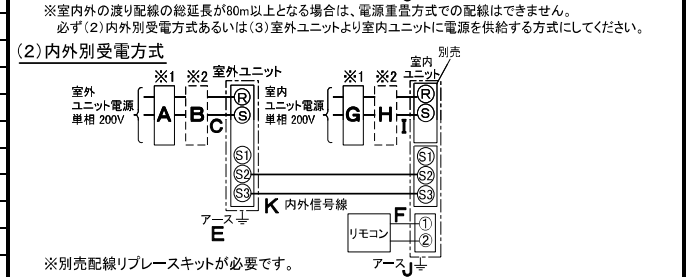 ※室内外の渡り配線の総延長が80m以上となる場合は、電源重畳方式での配線はできません。
必ず(2)内外別受電方式あるいは(3)室外ユニットより室内ユニットに電源を供給する方式にしてください。
(2)内外別受電方式
別売
※1 ※2 室外ユニット
※1 ※2 室内ユニット
室外
ユニット電源
単相 200V
A B C
R
S
S1
S2
S3
室内
ユニット電源
単相 200V
G H I
R
S
S1
S2
S3
K 内外信号線
アース
E
リモコン
F
①
②
アース J
※別売配線リプレースキットが必要です。